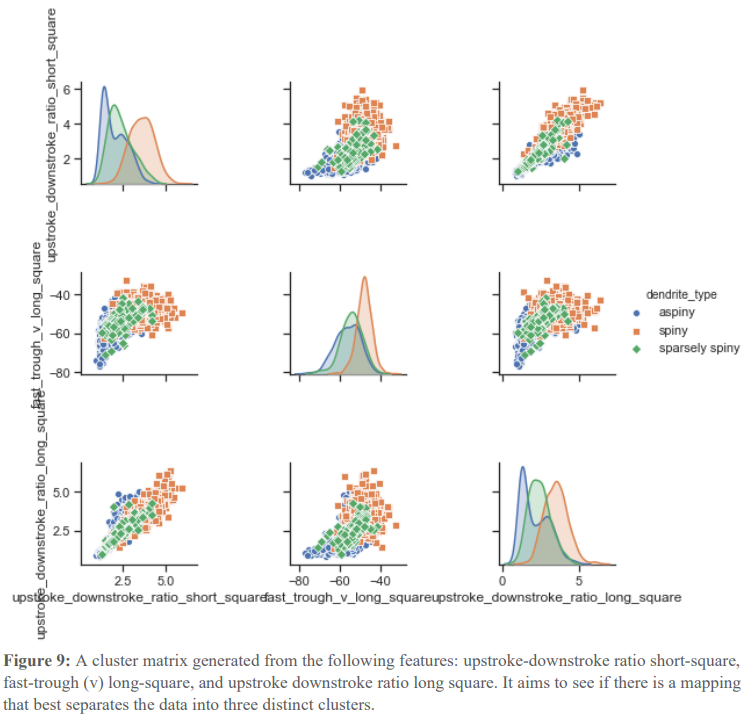 upstroke_downstroke_ratio_short_square
6
4
2
fast_trough_v_long_square
−40
−60
−80
dendrite_type
aspiny
spiny
sparsely spiny
upstroke_downstroke_ratio_long_square
5.0
2.5
2.5 5.0 −80 −60 −40 0 5
upstroke_downstroke_ratio_short_square fast_trough_v_long_square upstroke_downstroke_ratio_long_square
Figure 9: A cluster matrix generated from the following features: upstroke-downstroke ratio short-square,
fast-trough (v) long-square, and upstroke downstroke ratio long square. It aims to see if there is a mapping
that best separates the data into three distinct clusters.